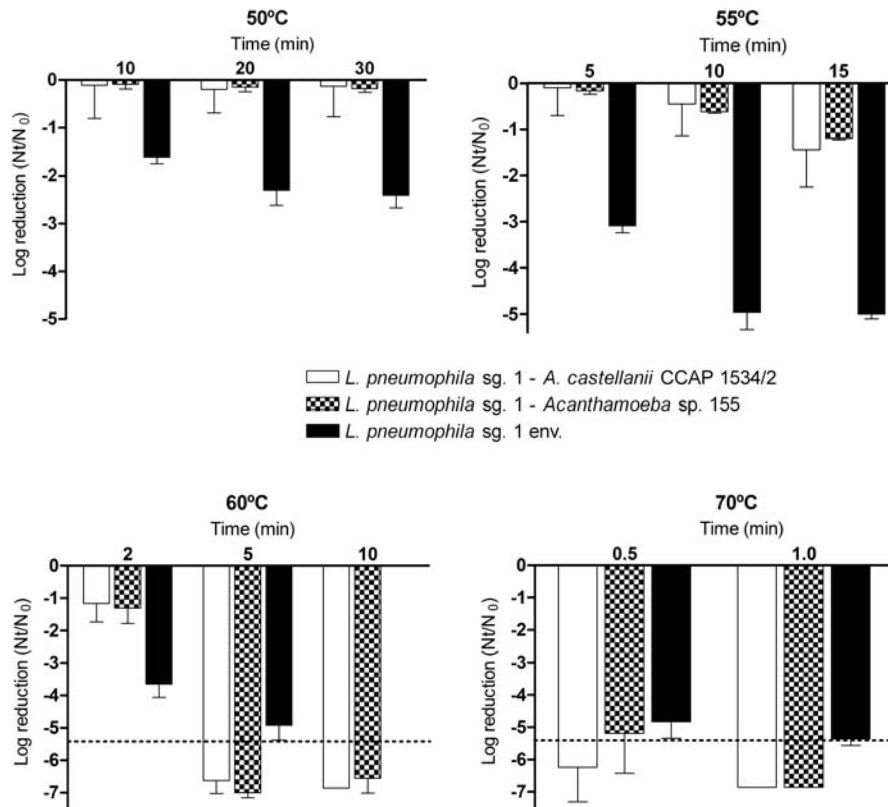 50ºC
Time (min)
10 20 30
0
-1
-2
-3
-4
-5
Log reduction (Nt/N₀)
55ºC
Time (min)
5 10 15
0
-1
-2
-3
-4
-5
Log reduction (Nt/N₀)
L. pneumophila sg. 1 - A. castellanii CCAP 1534/2
L. pneumophila sg. 1 - Acanthamoeba sp. 155
L. pneumophila sg. 1 env.
60ºC
Time (min)
2 5 10
0
-1
-2
-3
-4
-5
-6
-7
Log reduction (Nt/N₀)
70ºC
Time (min)
0.5 1.0
0
-1
-2
-3
-4
-5
-6
-7
Log reduction (Nt/N₀)